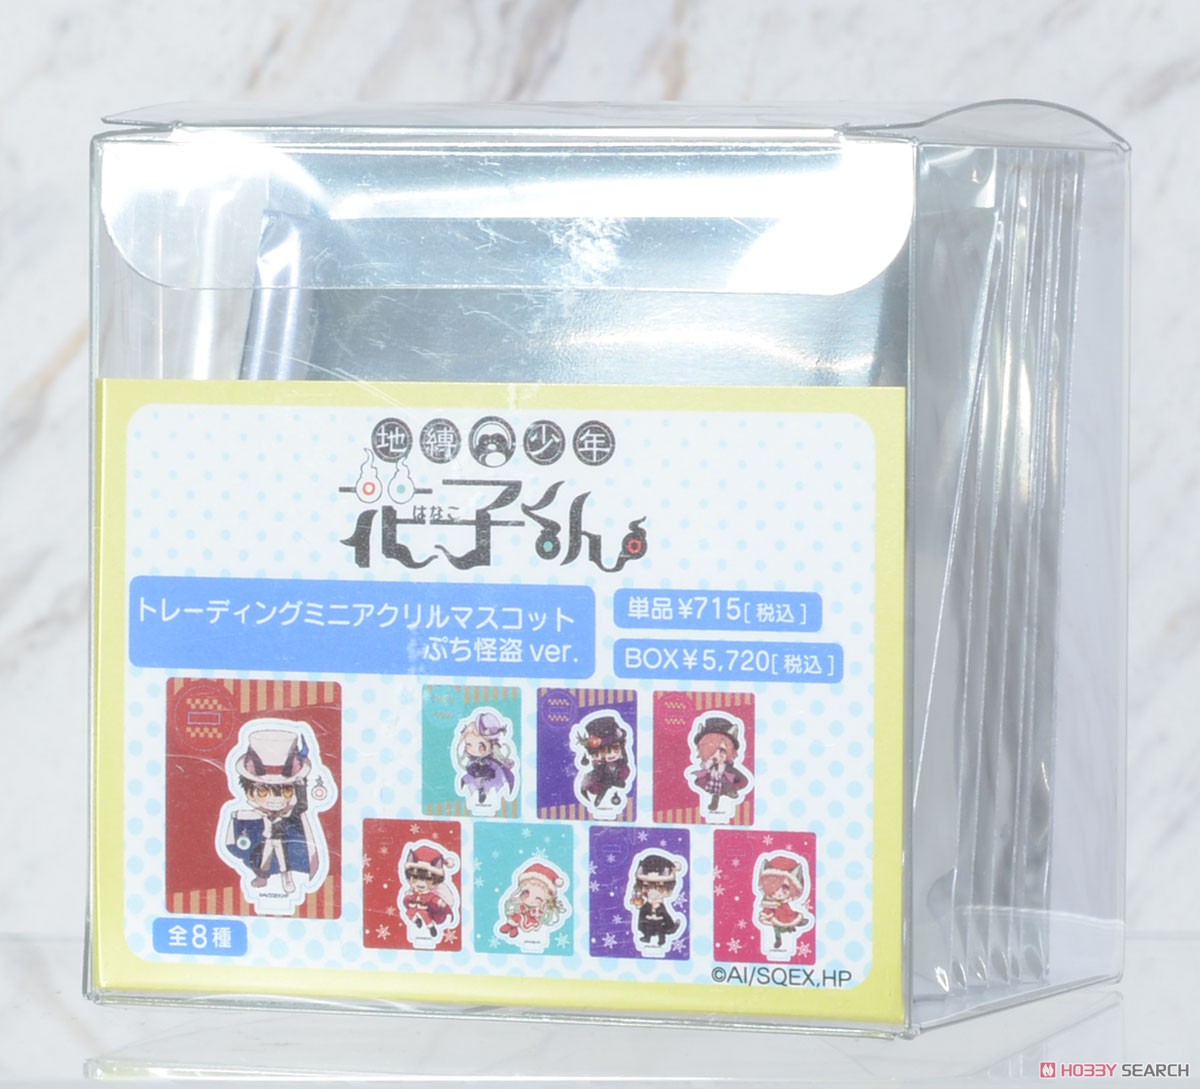 地縛少年
花子くん
はなこ
トレーディングミニアクリルマスコット
ぷち怪盗 ver.
単品¥715[税込]
BOX¥5,720[税込]
全8種
©AI/SQEX,HP
HOBBY SEARCH